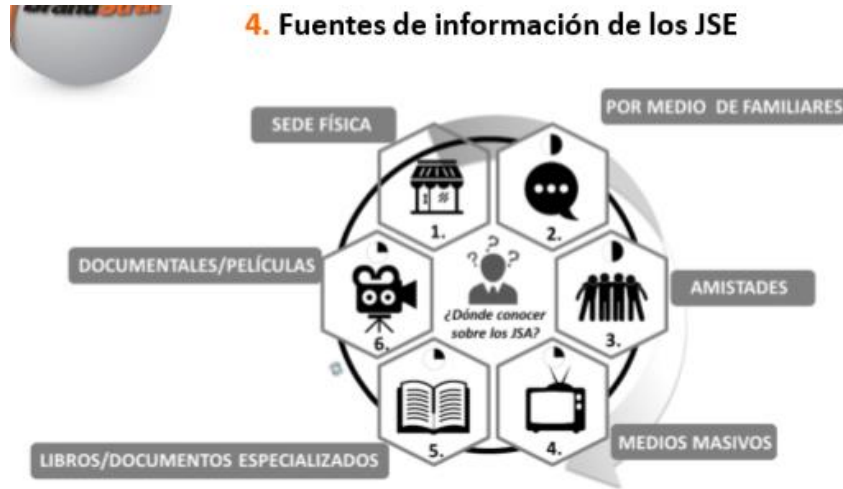 BrandStrat
4. Fuentes de información de los JSE
SEDE FÍSICA
POR MEDIO DE FAMILIARES
1.
2.
DOCUMENTALES/PELÍCULAS
? ? ?
AMISTADES
¿Dónde conocer
sobre los JSA?
6.
3.
5.
4.
MEDIOS MASIVOS
LIBROS/DOCUMENTOS ESPECIALIZADOS